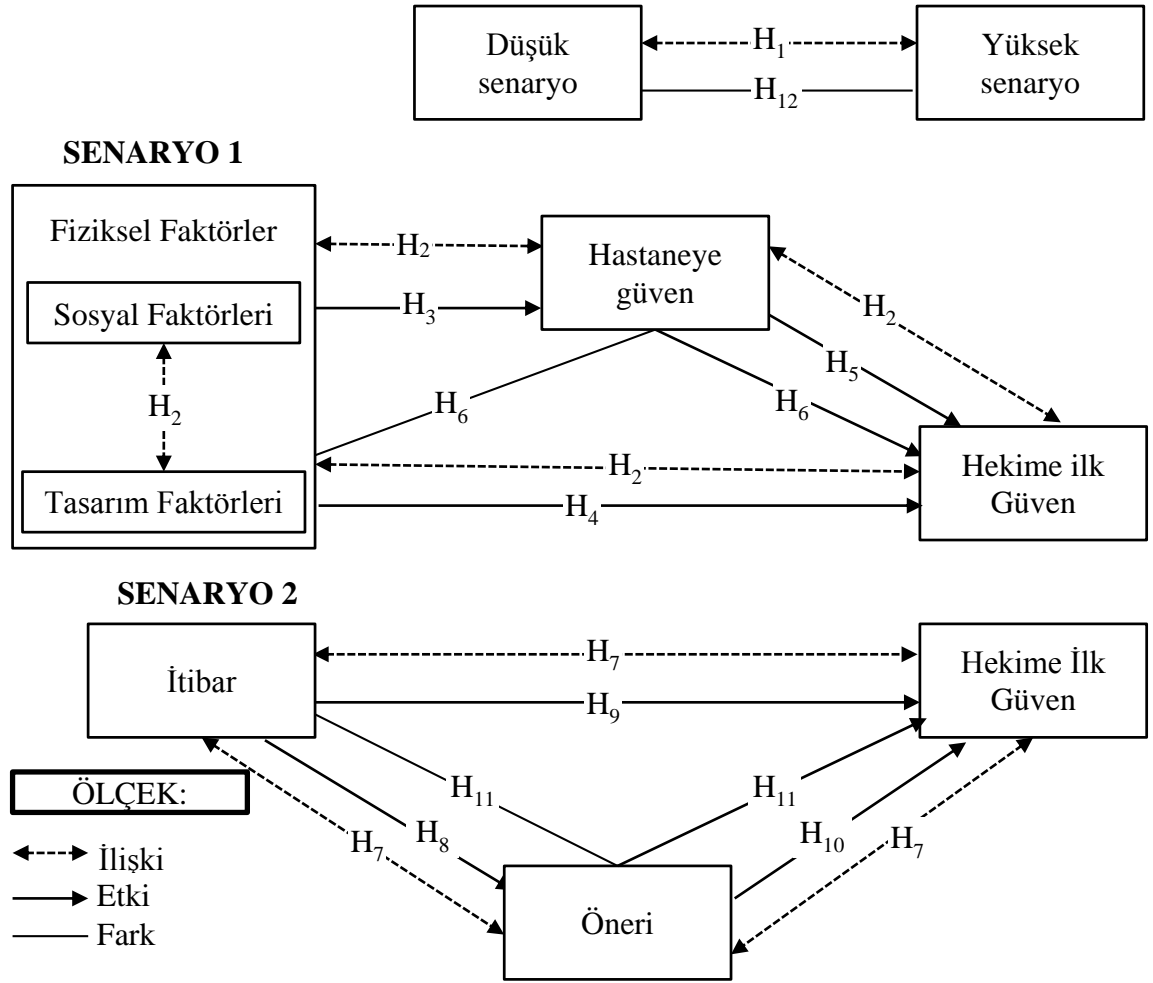 Düşük
senaryo
H₁
H₁₂
Yüksek
senaryo
SENARYO 1
Fiziksel Faktörler
Sosyal Faktörleri
H₂
Tasarım Faktörleri
H₂
H₃
Hastaneye
güven
H₂
H₅
H₆
H₆
H₂
H₄
Hekime ilk
Güven
SENARYO 2
İtibar
H₇
H₉
Hekime İlk
Güven
H₁₁
H₁₁
H₈
H₇
H₁₀
H₇
Öneri
ÖLÇEK:
İlişki
Etki
Fark